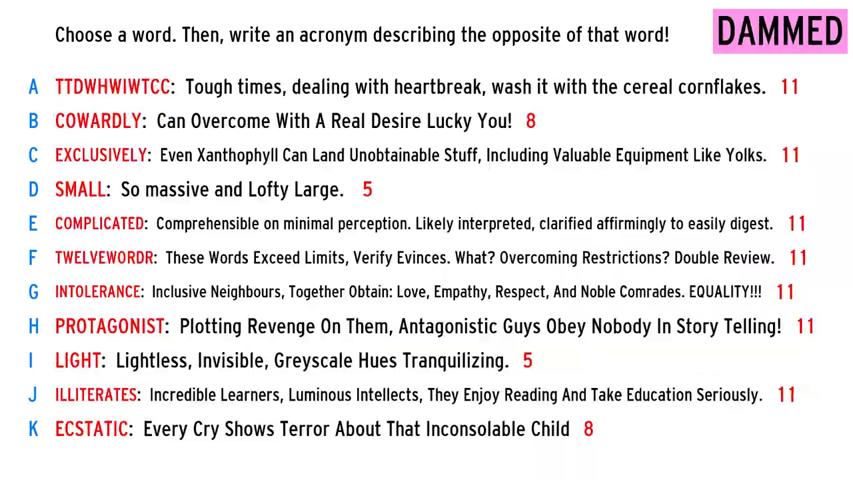 Choose a word. Then, write an acronym describing the opposite of that word!
DAMMED
A TTDWHWIWTCC: Tough times, dealing with heartbreak, wash it with the cereal cornflakes. 11
B COWARDLY: Can Overcome With A Real Desire Lucky You! 8
C EXCLUSIVELY: Even Xanthophyll Can Land Unobtainable Stuff, Including Valuable Equipment Like Yolks. 11
D SMALL: So massive and Lofty Large. 5
E COMPLICATED: Comprehensible on minimal perception. Likely interpreted, clarified affirmingly to easily digest. 11
F TWELVEWORDR: These Words Exceed Limits, Verify Evinces. What? Overcoming Restrictions? Double Review. 11
G INTOLERANCE: Inclusive Neighbours, Together Obtain: Love, Empathy, Respect, And Noble Comrades. EQUALITY!!! 11
H PROTAGONIST: Plotting Revenge On Them, Antagonistic Guys Obey Nobody In Story Telling! 11
I LIGHT: Lightless, Invisible, Greyscale Hues Tranquilizing. 5
J ILLITERATES: Incredible Learners, Luminous Intellects, They Enjoy Reading And Take Education Seriously. 11
K ECSTATIC: Every Cry Shows Terror About That Inconsolable Child 8